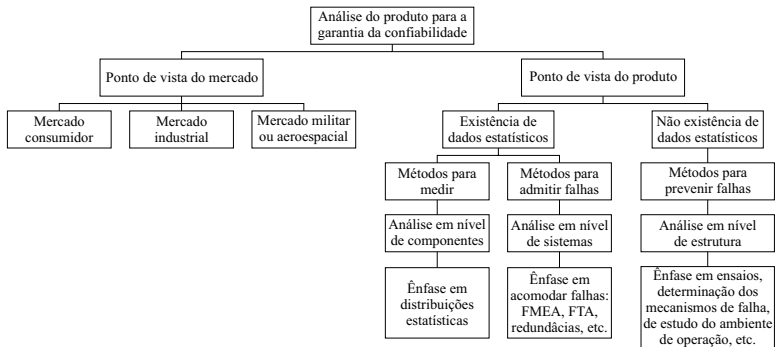 Análise do produto para a
garantia da confiabilidade
Ponto de vista do mercado
Ponto de vista do produto
Mercado
consumidor
Mercado
industrial
Mercado militar
ou aeroespacial
Existência de
dados estatísticos
Não existência de
dados estatísticos
Métodos para
medir
Métodos para
admitir falhas
Métodos para
prevenir falhas
Análise em nível
de componentes
Análise em nível
de sistemas
Análise em nível
de estrutura
Ênfase em
distribuições
estatísticas
Ênfase em
acomodar falhas:
FMEA, FTA,
redundâcias, etc.
Ênfase em ensaios,
determinação dos
mecanismos de falha,
de estudo do ambiente
de operação, etc.